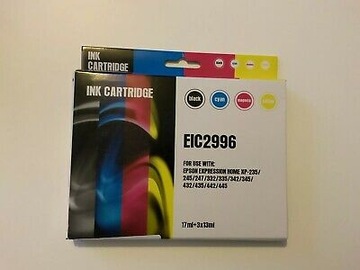 INK
CARTRIDGE
INK CARTRIDGE
black
cyan
magenta
yellow
EIC2996
FOR USE WITH:
EPSON EXPRESSION HOME XP-235/
245/247/332/335/342/345/
432/435/442/445
17ml+3x13ml